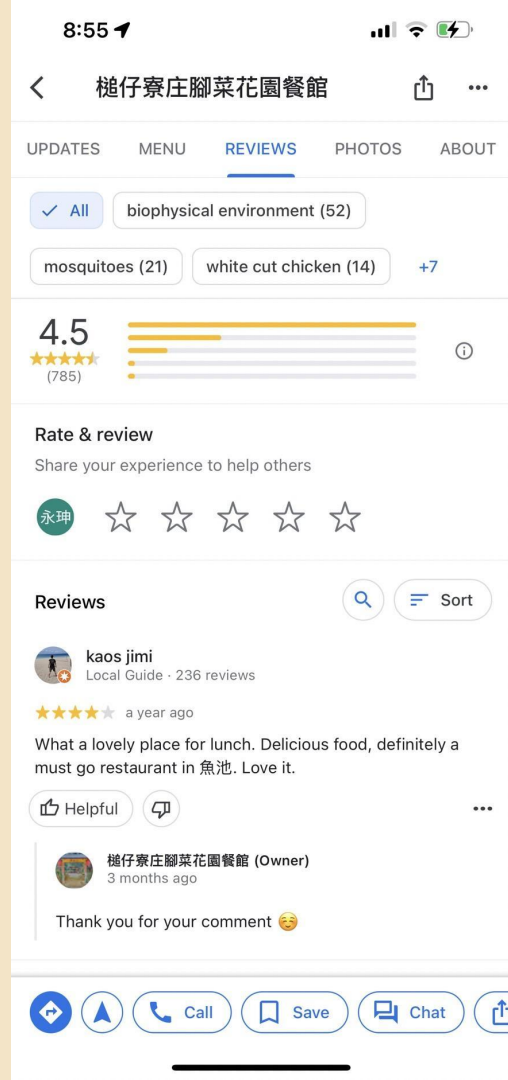 8:55
槌仔寮庄腳菜花園餐館
UPDATES MENU REVIEWS PHOTOS ABOUT
All biophysical environment (52)
mosquitoes (21) white cut chicken (14) +7
4.5
(785)
Rate & review
Share your experience to help others
永珅
Reviews Sort
kaos jimi
Local Guide · 236 reviews
a year ago
What a lovely place for lunch. Delicious food, definitely a
must go restaurant in 魚池. Love it.
Helpful
槌仔寮庄腳菜花園餐館 (Owner)
3 months ago
Thank you for your comment ☺️
Call Save Chat